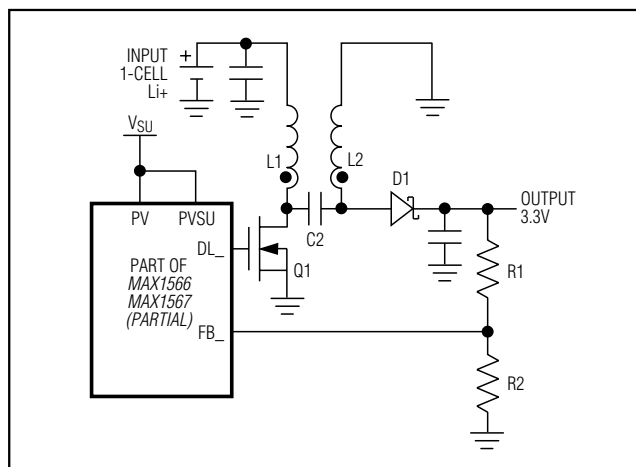 INPUT
1-CELL
Li+
+
VSU
L1
L2
D1
OUTPUT
3.3V
PV
PVSU
C2
DL_
Q1
PART OF
MAX1566
MAX1567
(PARTIAL)
R1
FB_
R2